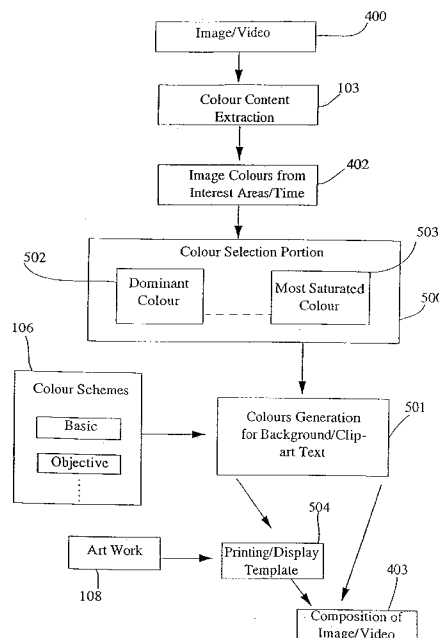 Image/Video
400
Colour Content
Extraction
103
Image Colours from
Interest Areas/Time
402
Colour Selection Portion
502
Dominant
Colour
503
Most Saturated
Colour
500
106
Colour Schemes
Basic
Objective
Colours Generation
for Background/Clip-
art Text
501
Art Work
108
Printing/Display
Template
504
403
Composition of
Image/Video